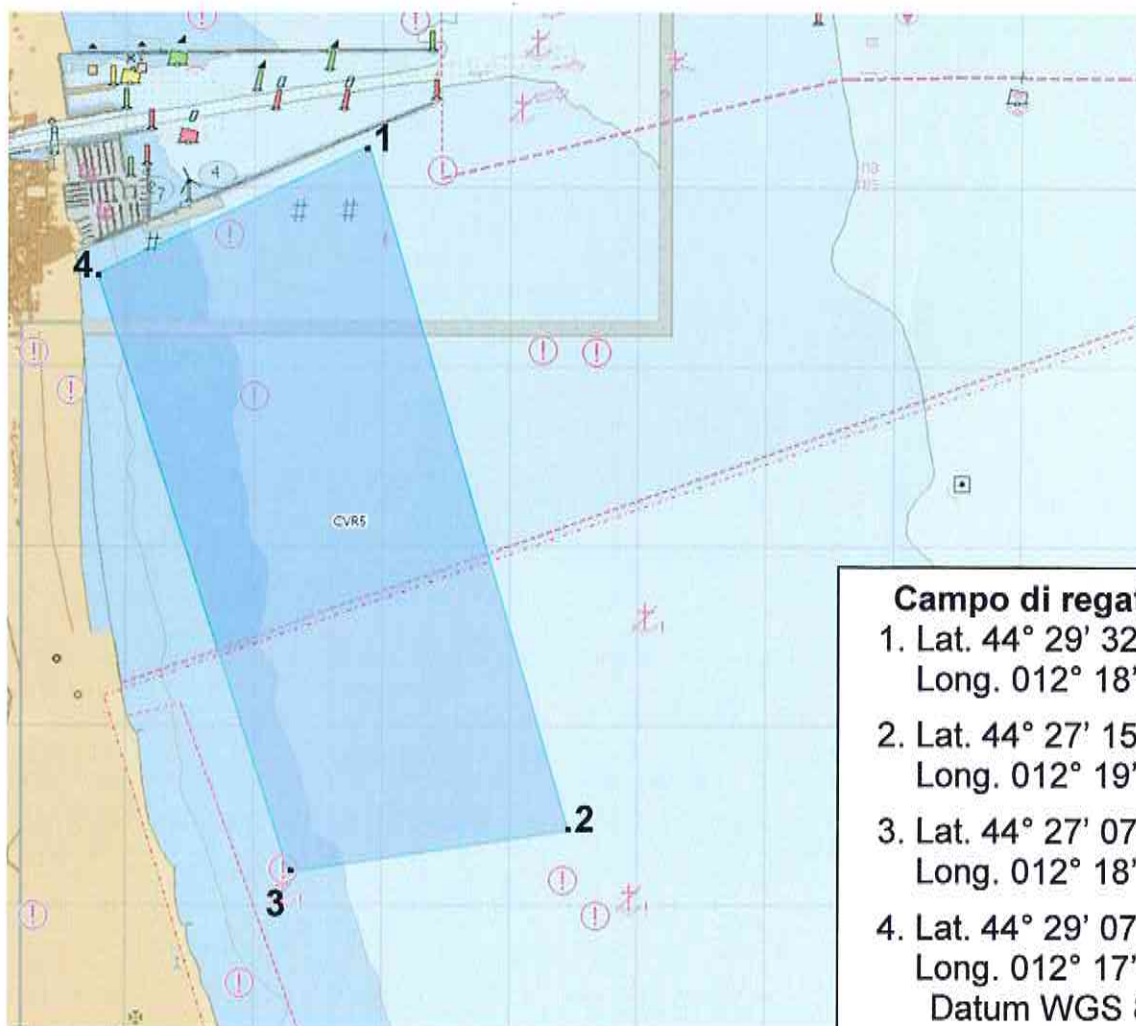 .1
4
7
4.
CVR5
.2
3
Campo di rega
1. Lat. 44° 29' 32
Long. 012° 18'
2. Lat. 44° 27' 15
Long. 012° 19'
3. Lat. 44° 27' 07
Long. 012° 18'
4. Lat. 44° 29' 07
Long. 012° 17'
Datum WGS